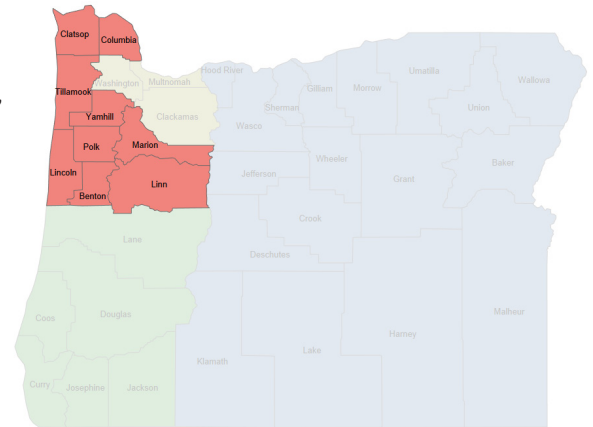 Clatsop
Columbia
Tillamook
Washington
Multnomah
Hood River
Yamhill
Clackamas
Polk
Marion
Lincoln
Benton
Linn
Sherman
Gilliam
Morrow
Umatilla
Wallowa
Union
Wasco
Wheeler
Baker
Jefferson
Grant
Crook
Lane
Deschutes
Coos
Douglas
Malheur
Harney
Lake
Klamath
Curry
Josephine
Jackson